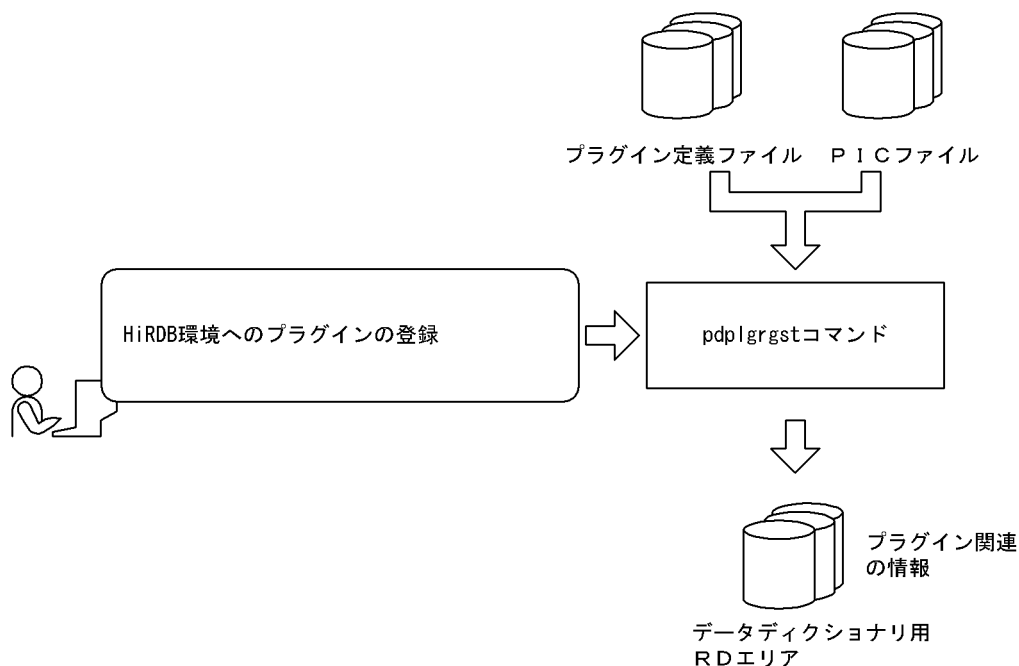 プラグイン定義ファイル
ＰＩＣファイル
HiRDB環境へのプラグインの登録
pdplgrgstコマンド
プラグイン関連
の情報
データディクショナリ用
ＲＤエリア